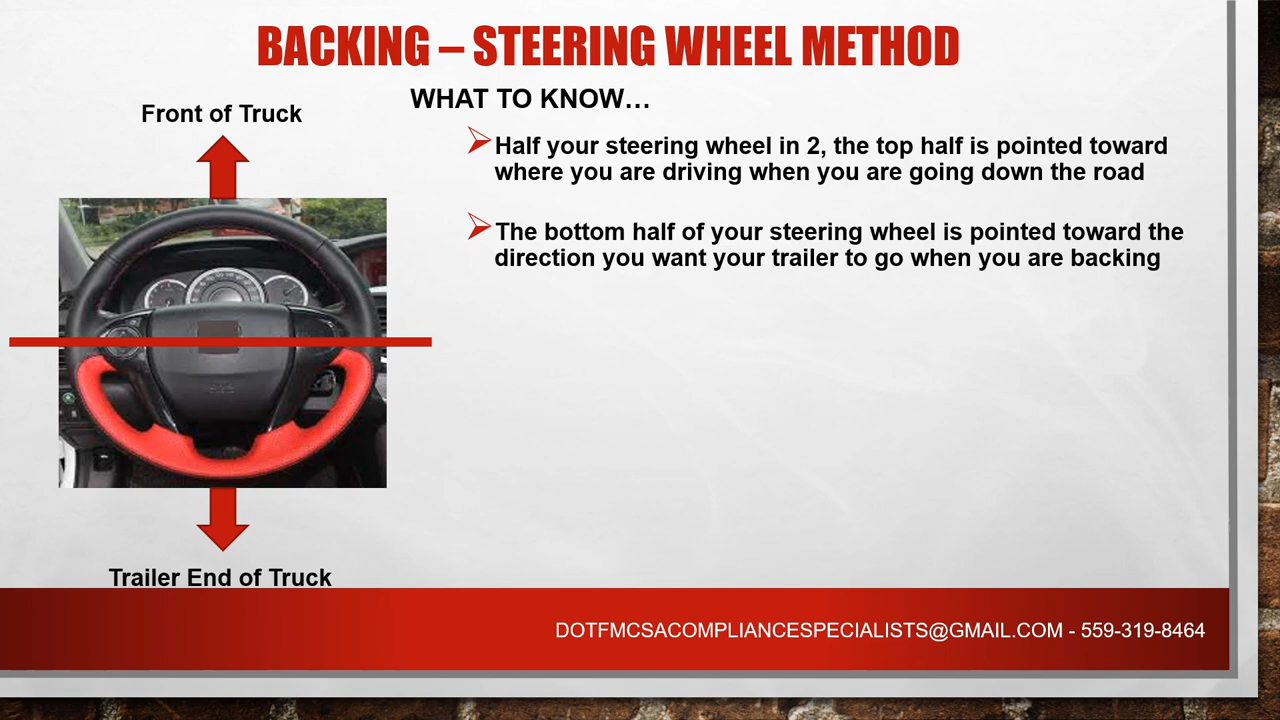 BACKING – STEERING WHEEL METHOD
WHAT TO KNOW…
Front of Truck
Half your steering wheel in 2, the top half is pointed toward
where you are driving when you are going down the road
The bottom half of your steering wheel is pointed toward the
direction you want your trailer to go when you are backing
Trailer End of Truck
DOTFMCSACOMPLIANCESPECIALISTS@GMAIL.COM - 559-319-8464